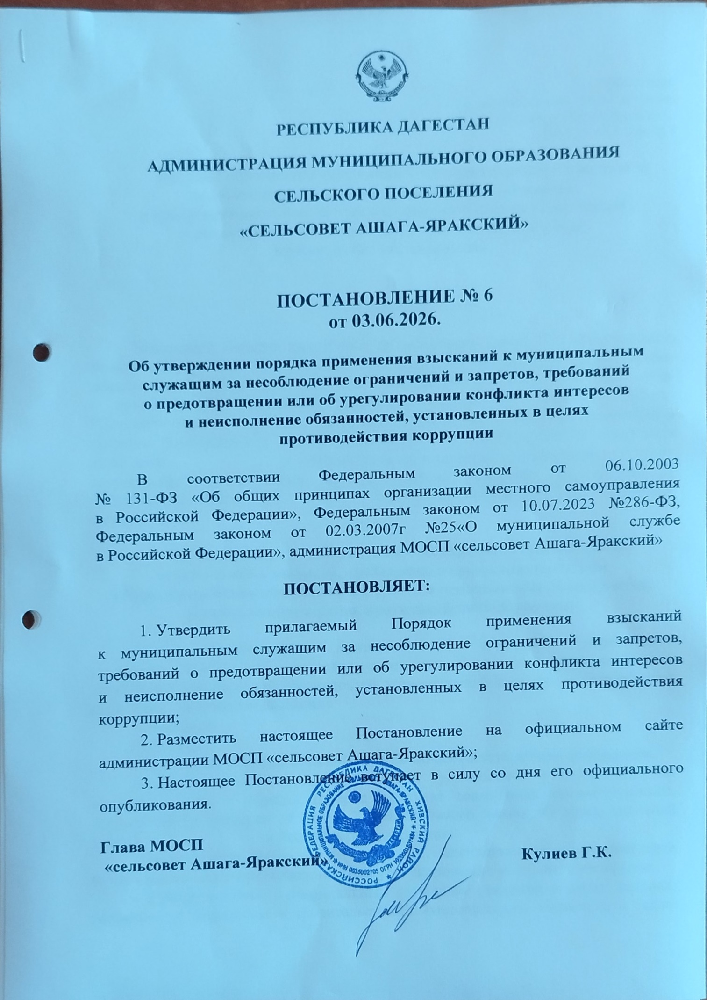 РЕСПУБЛИКА ДАГЕСТАН
АДМИНИСТРАЦИЯ МУНИЦИПАЛЬНОГО ОБРАЗОВАНИЯ
СЕЛЬСКОГО ПОСЕЛЕНИЯ
«СЕЛЬСОВЕТ АШАГА-ЯРАКСКИЙ»
ПОСТАНОВЛЕНИЕ № 6
от 03.06.2026.
Об утверждении порядка применения взысканий к муниципальным
служащим за несоблюдение ограничений и запретов, требований
о предотвращении или об урегулировании конфликта интересов
и неисполнение обязанностей, установленных в целях
противодействия коррупции
В соответствии Федеральным законом от 06.10.2003
№ 131-ФЗ «Об общих принципах организации местного самоуправления
в Российской Федерации», Федеральным законом от 10.07.2023 №286-ФЗ,
Федеральным законом от 02.03.2007г №25«О муниципальной службе
в Российской Федерации», администрация МОСП «сельсовет Ашага-Яракский»
ПОСТАНОВЛЯЕТ:
1. Утвердить прилагаемый Порядок применения взысканий
к муниципальным служащим за несоблюдение ограничений и запретов,
требований о предотвращении или об урегулировании конфликта интересов
и неисполнение обязанностей, установленных в целях противодействия
коррупции;
2. Разместить настоящее Постановление на официальном сайте
администрации МОСП «сельсовет Ашага-Яракский»;
3. Настоящее Постановление вступает в силу со дня его официального
опубликования.
Глава МОСП
«сельсовет Ашага-Яракский»
Кулиев Г.К.
РОССИЙСКАЯ ФЕДЕРАЦИЯ РЕСПУБЛИКА ДАГЕСТАН ХИВСКИЙ РАЙОН
МУНИЦИПАЛЬНОЕ ОБРАЗОВАНИЕ
ИНН 0535002705 ОГРН